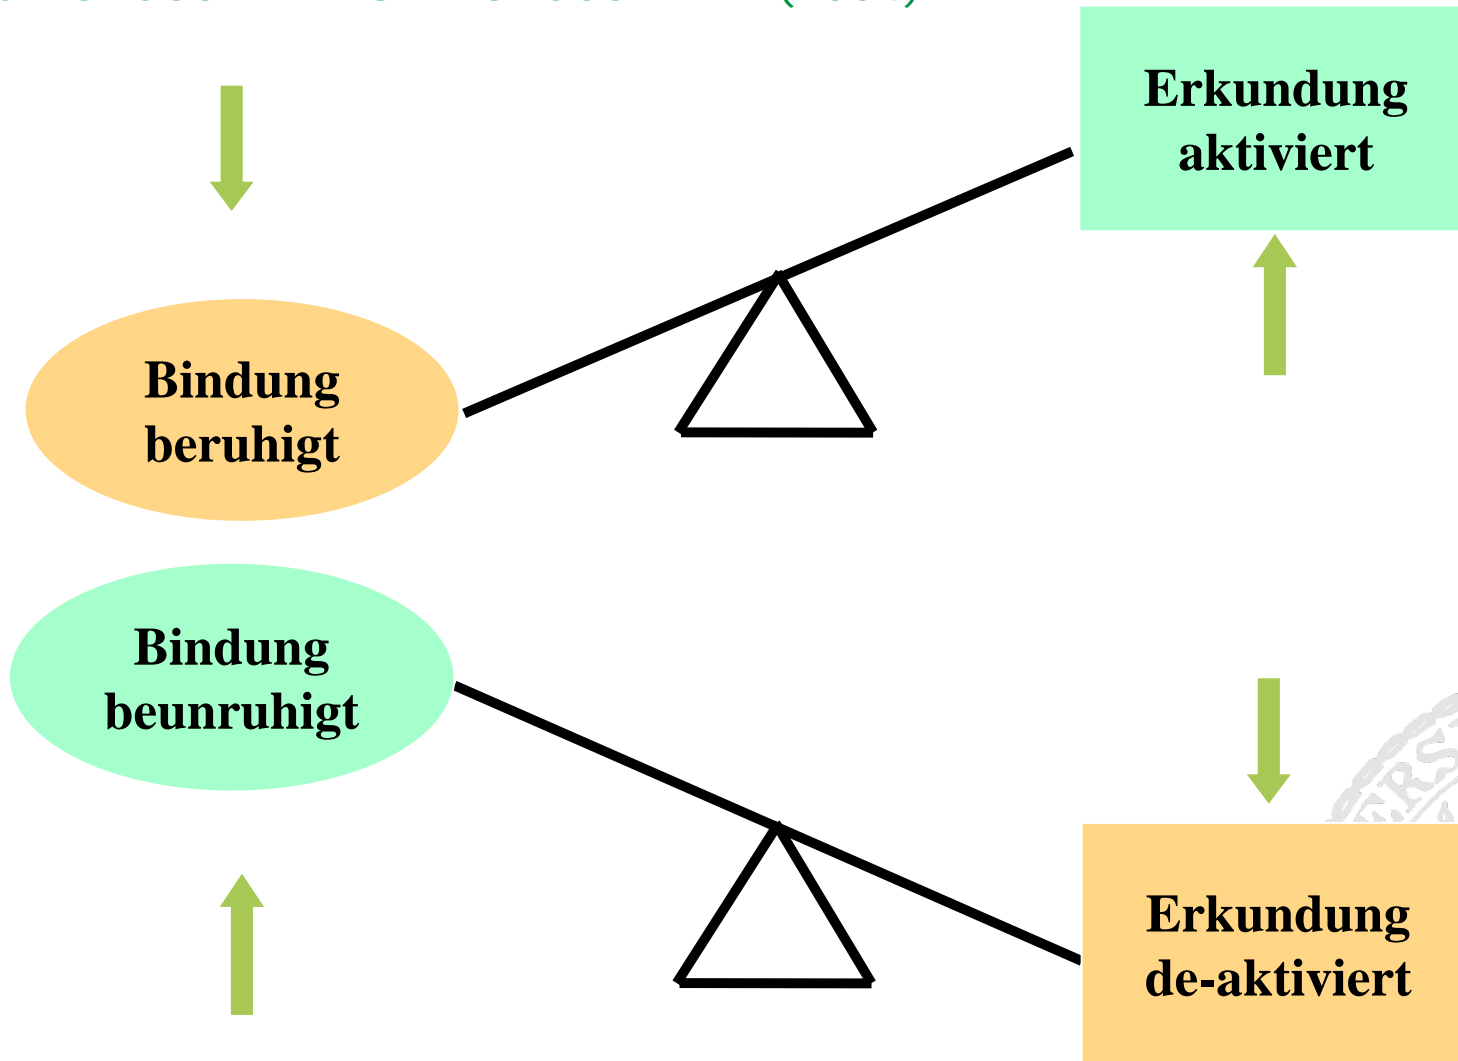 Erkundung
aktiviert
Bindung
beruhigt
Bindung
beunruhigt
Erkundung
de-aktiviert